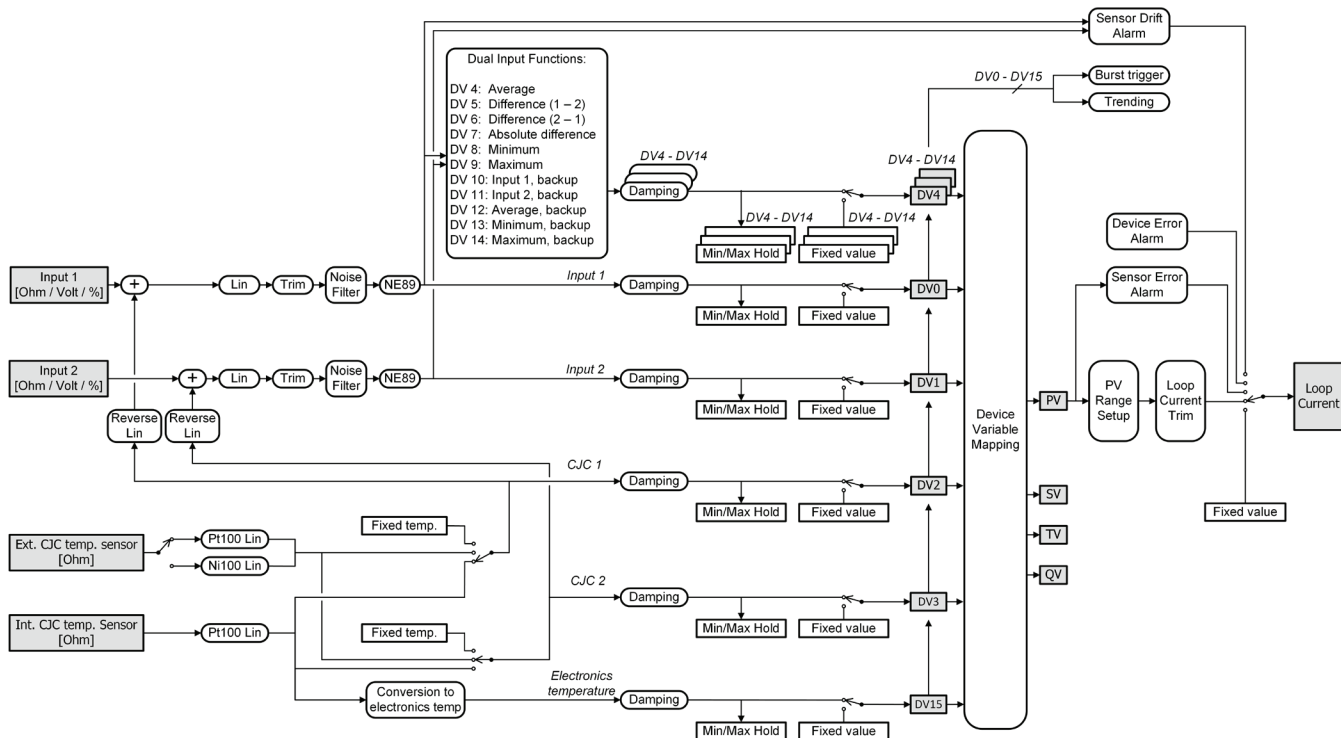 Sensor Drift
Alarm
Dual Input Functions:
DV 4: Average
DV 5: Difference (1 – 2)
DV 6: Difference (2 – 1)
DV 7: Absolute difference
DV 8: Minimum
DV 9: Maximum
DV 10: Input 1, backup
DV 11: Input 2, backup
DV 12: Average, backup
DV 13: Minimum, backup
DV 14: Maximum, backup
DV0 - DV15
Burst trigger
Trending
DV4 - DV14
Damping
DV4 - DV14
DV4
DV4 - DV14
Min/Max Hold
DV4 - DV14
Fixed value
Device Error
Alarm
Input 1
[Ohm / Volt / %]
+
Lin
Trim
Noise
Filter
NE89
Input 1
Damping
Min/Max Hold
Fixed value
DV0
Sensor Error
Alarm
Input 2
[Ohm / Volt / %]
+
Lin
Trim
Noise
Filter
NE89
Input 2
Damping
Min/Max Hold
Fixed value
DV1
Device
Variable
Mapping
PV
PV
Range
Setup
Loop
Current
Trim
Loop
Current
Reverse
Lin
Reverse
Lin
CJC 1
Damping
Min/Max Hold
Fixed value
DV2
SV
TV
QV
Fixed value
Ext. CJC temp. sensor
[Ohm]
Pt100 Lin
Ni100 Lin
Fixed temp.
CJC 2
Damping
Min/Max Hold
Fixed value
DV3
Int. CJC temp. Sensor
[Ohm]
Pt100 Lin
Fixed temp.
Conversion to
electronics temp
Electronics
temperature
Damping
Min/Max Hold
Fixed value
DV15